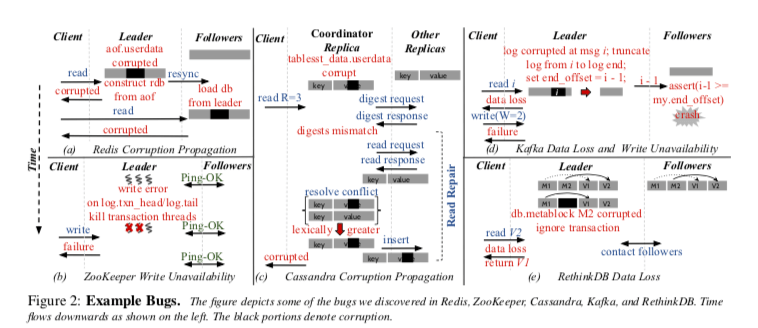 Client Leader Followers
aof.userdata
corrupted
read
resync
corrupted
construct rdb
from aof
load db
from leader
read
corrupted
(a) Redis Corruption Propagation
Time
Client Leader Followers
Ping-OK
write error
on log.txn_head/log.tail
kill transaction threads
write
Ping-OK
failure
Ping-OK
(b) ZooKeeper Write Unavailability
Client
Coordinator
Replica
Other
Replicas
tablesst_data.userdata
corrupt
key
key value
read R=3
digest request
digest response
digests mismatch
read request
read response
key value
resolve conflict
key
key value
lexically greater
key
insert
corrupted
key
Read Repair
(c) Cassandra Corruption Propagation
Client Leader Followers
log corrupted at msg i; truncate
log from i to log end;
set end_offset = i - 1;
read i
i
i - 1
assert(i-1 >=
my.end_offset)
data loss
write(W=2)
crash
failure
(d) Kafka Data Loss and Write Unavailability
Client Leader Followers
M1 M2 V1 V2
M1 M2 V1 V2
M1 V1 V2
db.metablock M2 corrupted
ignore transaction
read V2
data loss
return V1
contact followers
(e) RethinkDB Data Loss
Figure 2: Example Bugs. The figure depicts some of the bugs we discovered in Redis, ZooKeeper, Cassandra, Kafka, and RethinkDB. Time
flows downwards as shown on the left. The black portions denote corruption.